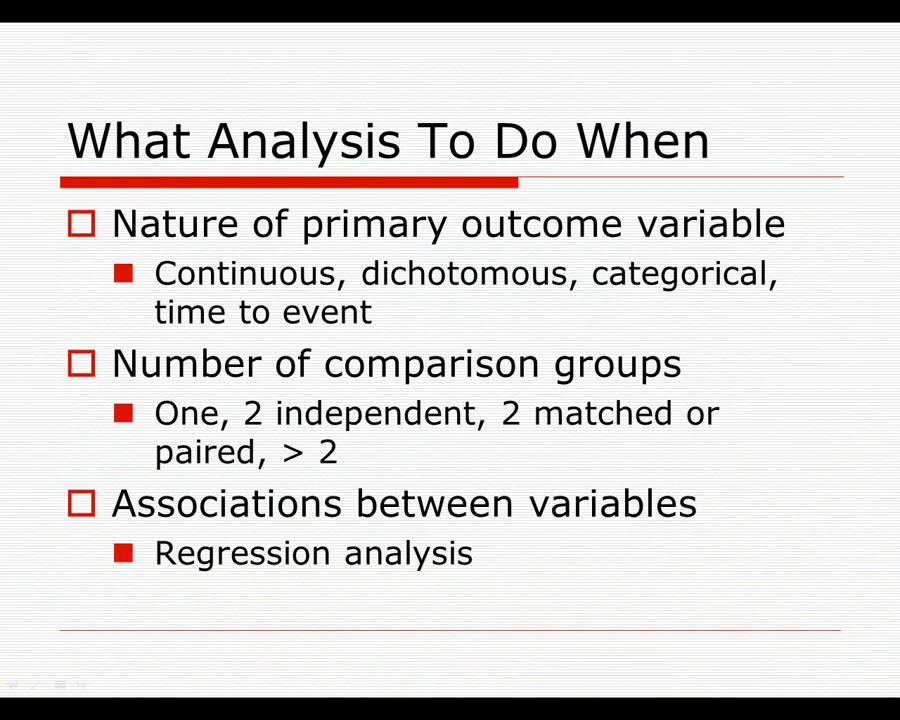 What Analysis To Do When
Nature of primary outcome variable
Continuous, dichotomous, categorical,
time to event
Number of comparison groups
One, 2 independent, 2 matched or
paired, > 2
Associations between variables
Regression analysis